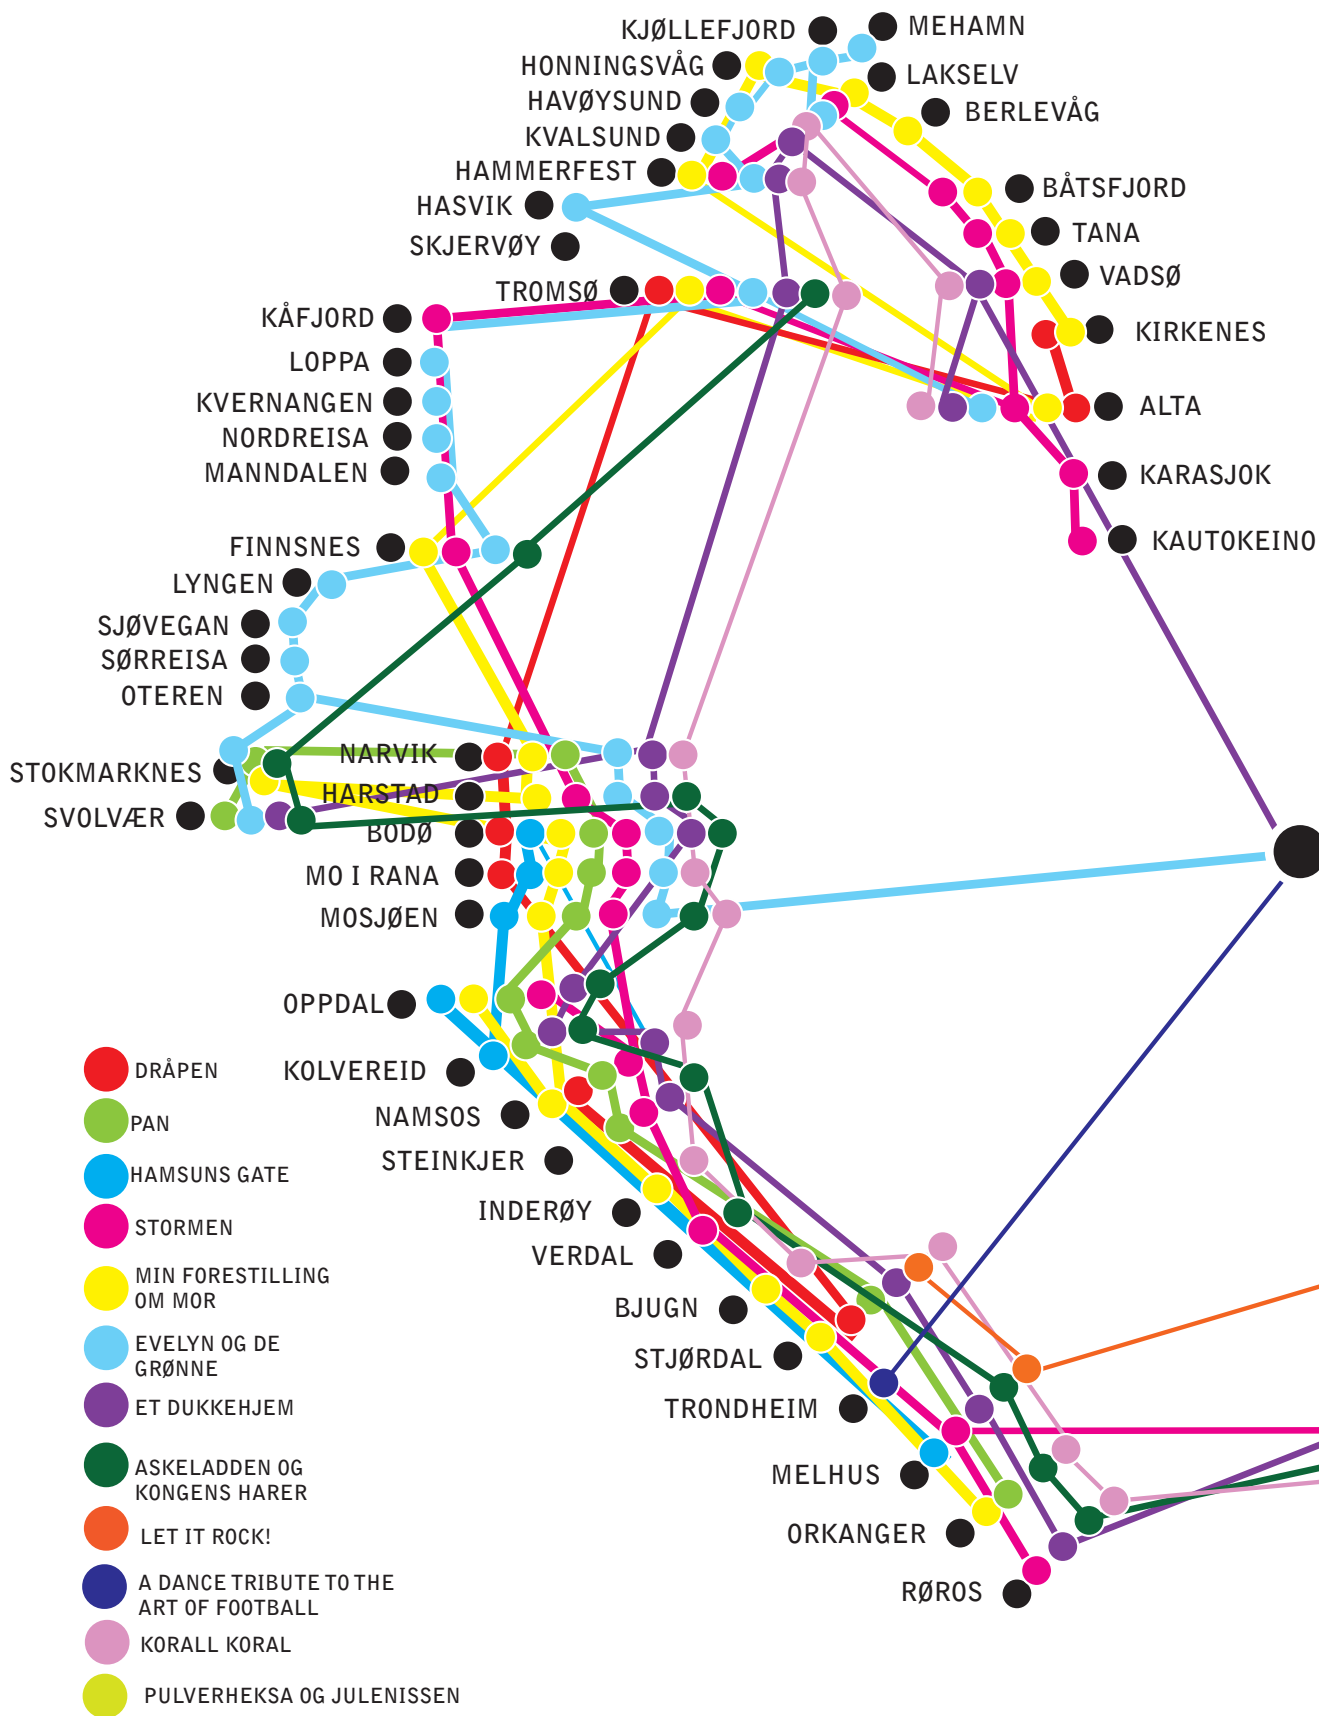 KJØLLEFJORD
MEHAMN
HONNINGSVÅG
LAKSELV
HAVØYSUND
BERLEVÅG
KVALSUND
HAMMERFEST
BÅTSFJORD
HASVIK
TANA
SKJERVØY
VADSØ
TROMSØ
KÅFJORD
KIRKENES
LOPPA
KVERNANGEN
ALTA
NORDREISA
MANNDALEN
KARASJOK
FINNSNES
KAUTOKEINO
LYNGEN
SJØVEGAN
SØRREISA
OTEREN
NARVIK
STOKMARKNES
HARSTAD
SVOLVÆR
BODØ
MO I RANA
MOSJØEN
OPPDAL
KOLVEREID
NAMSOS
STEINKJER
INDERØY
VERDAL
BJUGN
STJØRDAL
TRONDHEIM
MELHUS
ORKANGER
RØROS
DRÅPEN
PAN
HAMSUNS GATE
STORMEN
MIN FORESTILLING
OM MOR
EVELYN OG DE
GRØNNE
ET DUKKEHJEM
ASKELADDEN OG
KONGENS HARER
LET IT ROCK!
A DANCE TRIBUTE TO THE
ART OF FOOTBALL
KORALL KORAL
PULVERHEKSA OG JULENISSEN